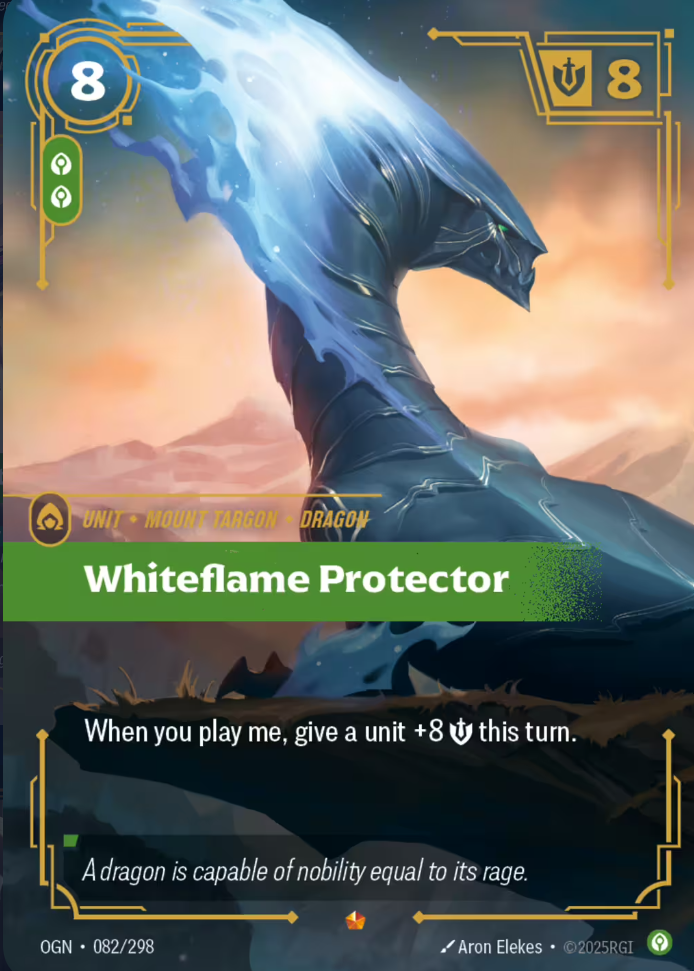 8
8
UNIT • MOUNT TARGON • DRAGON
Whiteflame Protector
When you play me, give a unit +8 this turn.
A dragon is capable of nobility equal to its rage.
OGN • 082/298
Aron Elekes • ©2025RGI